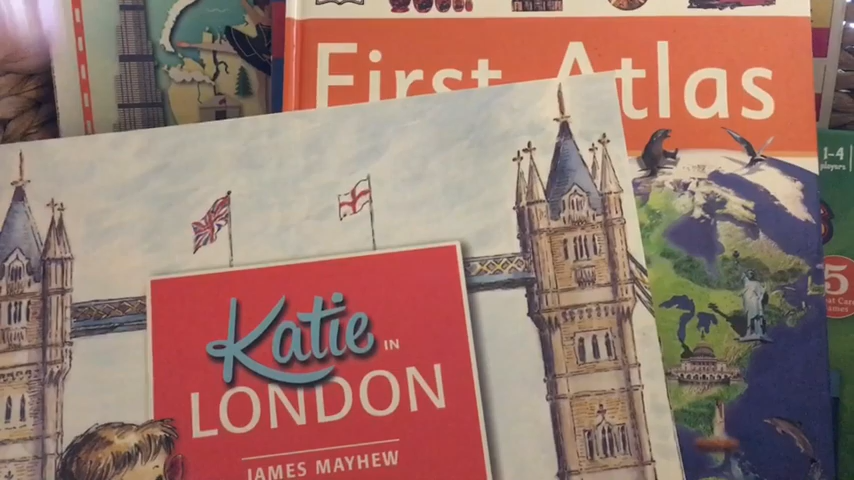 First Atlas
Katie IN
LONDON
JAMES MAYHEW
1-4
players
5